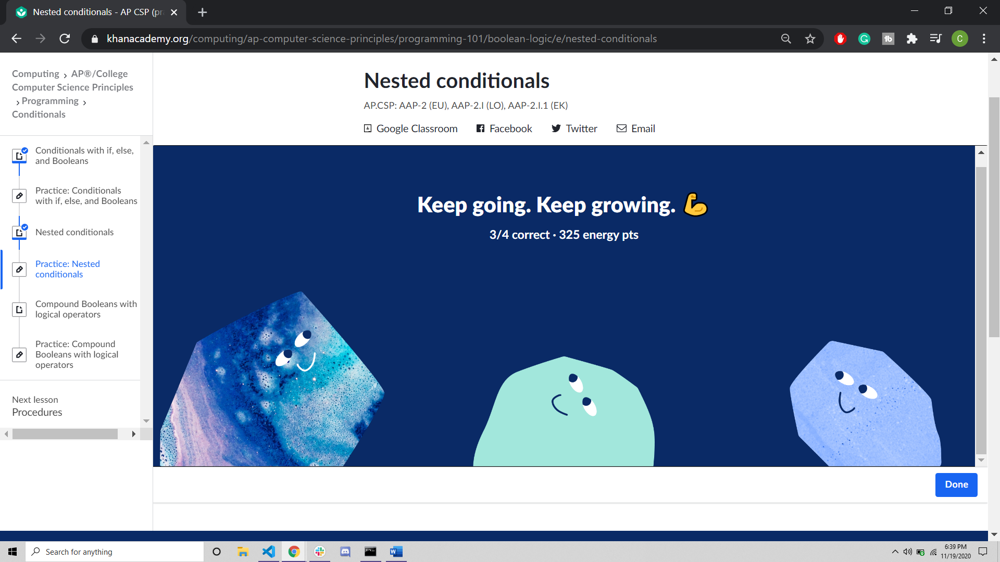 Nested conditionals - AP CSP (pr
khanacademy.org/computing/ap-computer-science-principles/programming-101/boolean-logic/e/nested-conditionals
C
Computing › AP®/College
Computer Science Principles
› Programming ›
Conditionals
Conditionals with if, else,
and Booleans
Practice: Conditionals
with if, else, and Booleans
Nested conditionals
Practice: Nested
conditionals
Compound Booleans with
logical operators
Practice: Compound
Booleans with logical
operators
Next lesson
Procedures
Nested conditionals
AP.CSP: AAP-2 (EU), AAP-2.I (LO), AAP-2.I.1 (EK)
Google Classroom
Facebook
Twitter
Email
Keep going. Keep growing. 💪
3/4 correct · 325 energy pts
Done
Search for anything
6:39 PM
11/19/2020